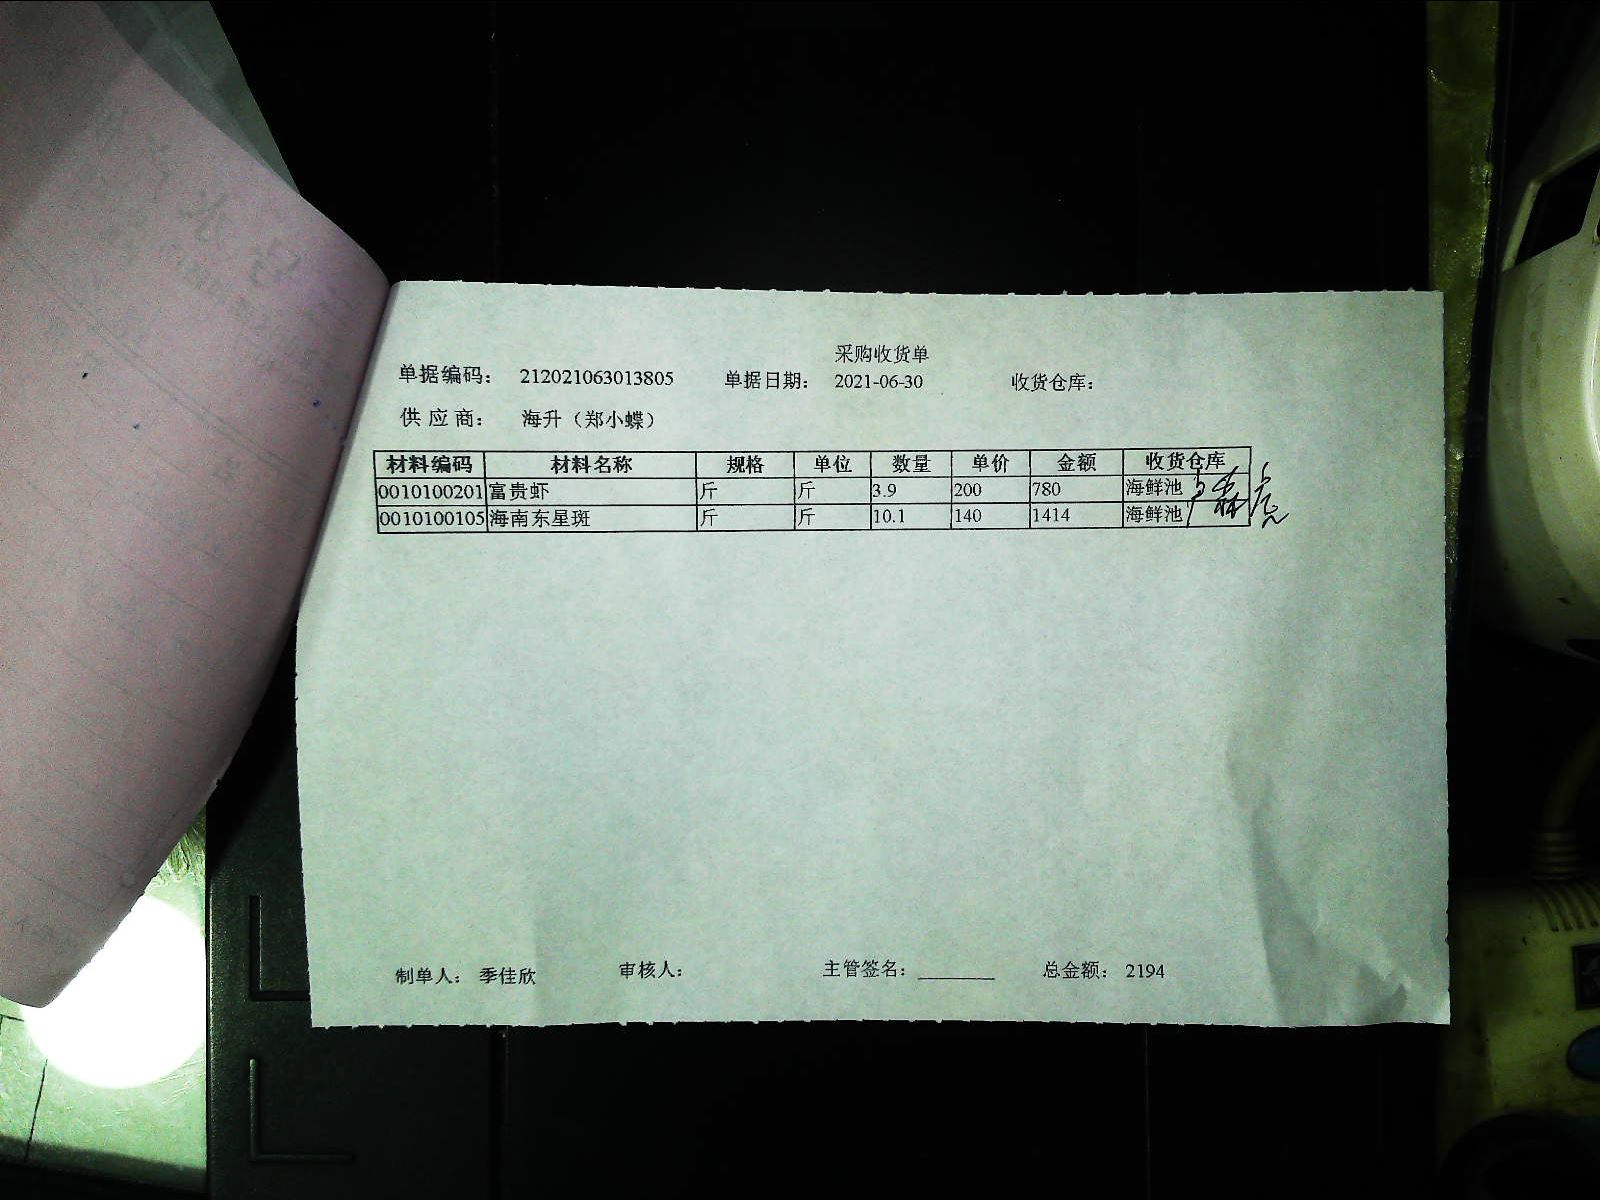 采购收货单
单据编码： 212021063013805 单据日期： 2021-06-30 收货仓库：
供 应 商： 海升（郑小蝶）
材料编码 材料名称 规格 单位 数量 单价 金额 收货仓库
0010100201 富贵虾 斤 斤 3.9 200 780 海鲜池
0010100105 海南东星斑 斤 斤 10.1 140 1414 海鲜池
制单人： 季佳欣 审核人： 主管签名： 总金额： 2194